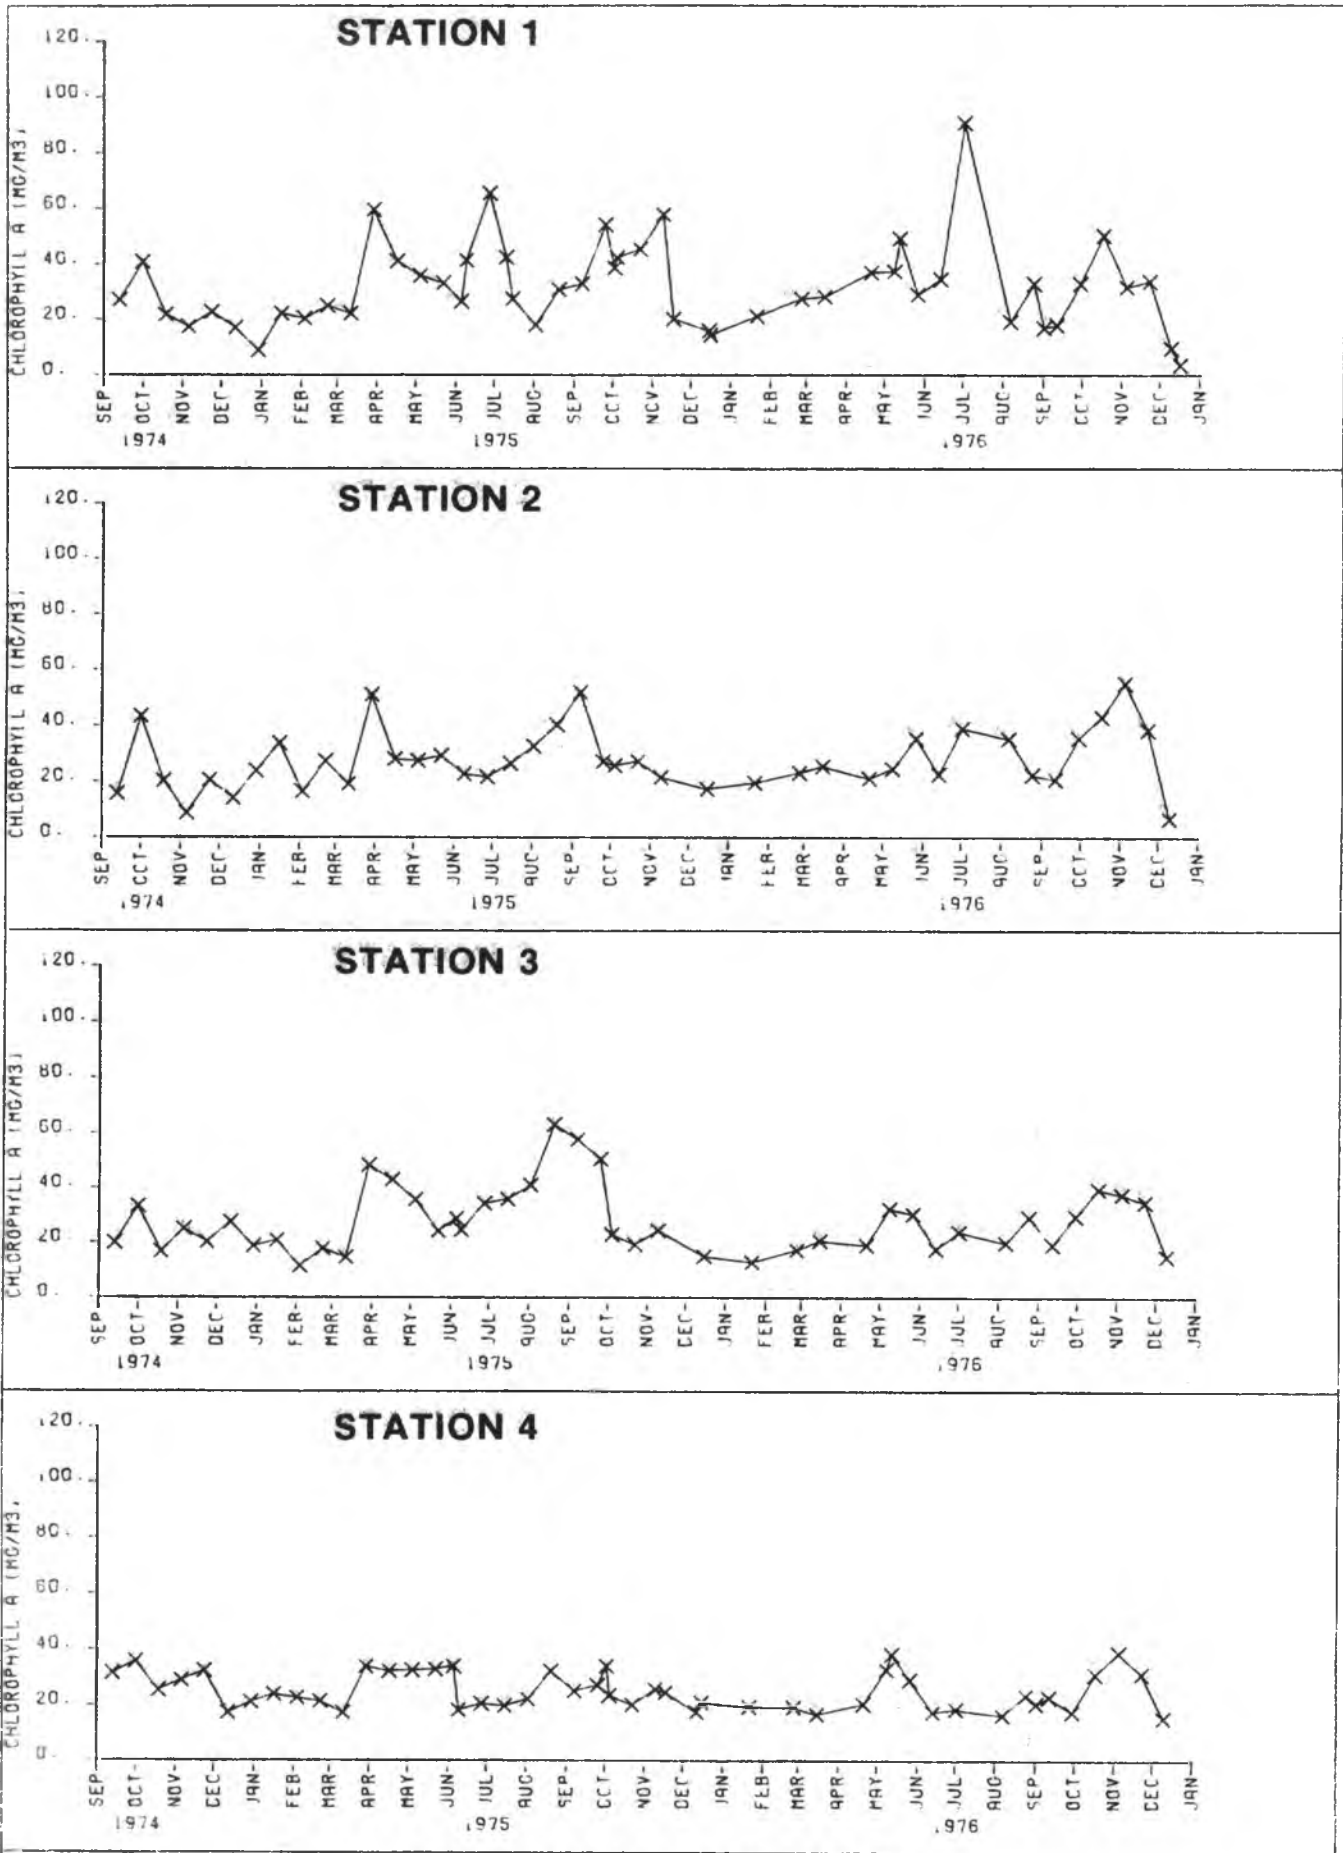 STATION 1
120.
100.
80.
60.
40.
20.
0.
CHLOROPHYLL A (MG/M3)
SEP OCT- NOV- DEC- JAN- FEB- MAR- APR- MAY- JUN- JUL- AUG- SEP- OCT- NOV- DEC- JAN- FEB- MAR- APR- MAY- JUN- JUL- AUG- SEP- OCT- NOV- DEC- JAN
1974 1975 1976
STATION 2
120.
100.
80.
60.
40.
20.
0.
CHLOROPHYLL A (MG/M3)
SEP OCT- NOV- DEC- JAN- FEB- MAR- APR- MAY- JUN- JUL- AUG- SEP- OCT- NOV- DEC- JAN- FEB- MAR- APR- MAY- JUN- JUL- AUG- SEP- OCT- NOV- DEC- JAN
1974 1975 1976
STATION 3
120.
100.
80.
60.
40.
20.
0.
CHLOROPHYLL A (MG/M3)
SEP OCT- NOV- DEC- JAN- FEB- MAR- APR- MAY- JUN- JUL- AUG- SEP- OCT- NOV- DEC- JAN- FEB- MAR- APR- MAY- JUN- JUL- AUG- SEP- OCT- NOV- DEC- JAN
1974 1975 1976
STATION 4
120.
100.
80.
60.
40.
20.
0.
CHLOROPHYLL A (MG/M3)
SEP OCT- NOV- DEC- JAN- FEB- MAR- APR- MAY- JUN- JUL- AUG- SEP- OCT- NOV- DEC- JAN- FEB- MAR- APR- MAY- JUN- JUL- AUG- SEP- OCT- NOV- DEC- JAN
1974 1975 1976